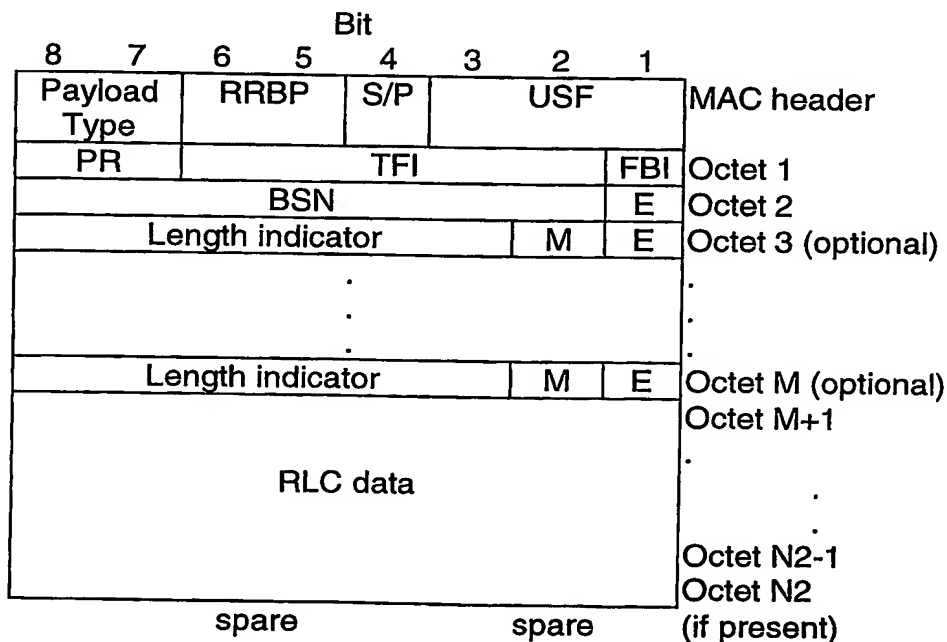 Bit
8 7 6 5 4 3 2 1
Payload Type RRBP S/P USF MAC header
PR TFI FBI Octet 1
BSN E Octet 2
Length indicator M E Octet 3 (optional)
Length indicator M E Octet M (optional)
Octet M+1
RLC data
Octet N2-1
Octet N2
spare spare (if present)